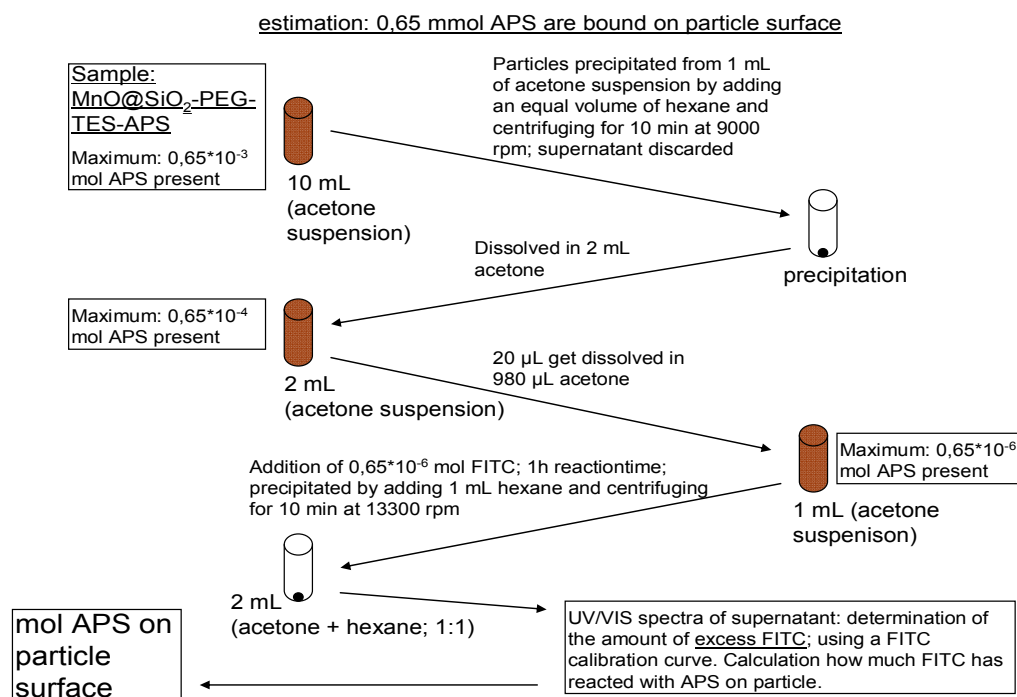 estimation: 0,65 mmol APS are bound on particle surface
Sample:
MnO@SiO2-PEG-
TES-APS
Maximum: 0,65*10-3
mol APS present
10 mL
(acetone
suspension)
Particles precipitated from 1 mL
of acetone suspension by adding
an equal volume of hexane and
centrifuging for 10 min at 9000
rpm; supernatant discarded
precipitation
Dissolved in 2 mL
acetone
Maximum: 0,65*10-4
mol APS present
2 mL
(acetone suspension)
20 µL get dissolved in
980 µL acetone
Maximum: 0,65*10-6
mol APS present
1 mL (acetone
suspenison)
Addition of 0,65*10-6 mol FITC; 1h reactiontime;
precipitated by adding 1 mL hexane and centrifuging
for 10 min at 13300 rpm
2 mL
(acetone + hexane; 1:1)
UV/VIS spectra of supernatant: determination of
the amount of excess FITC; using a FITC
calibration curve. Calculation how much FITC has
reacted with APS on particle.
mol APS on
particle
surface